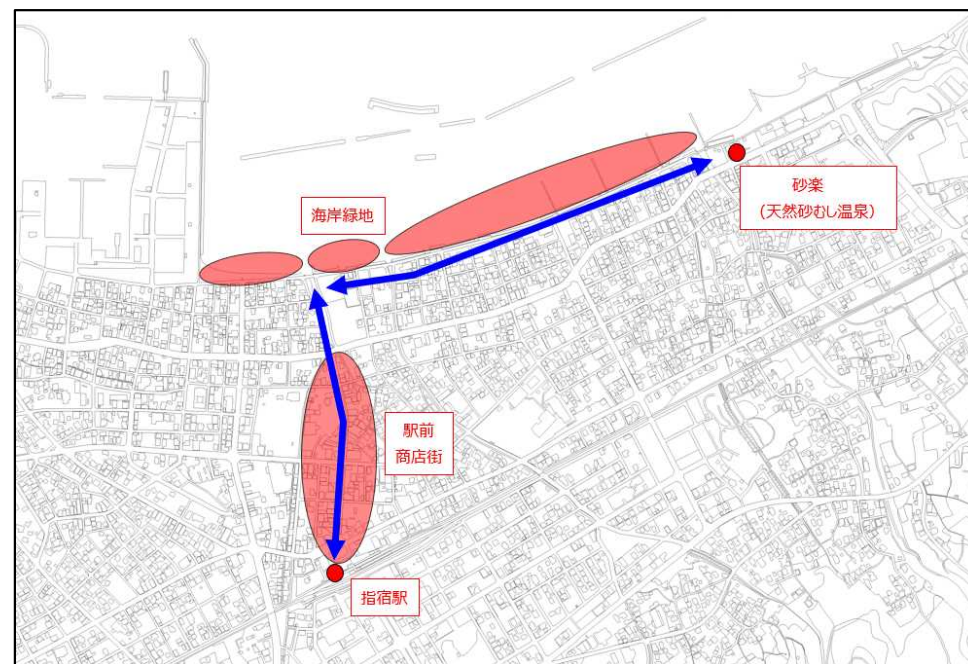 海岸緑地
砂楽
(天然砂むし温泉)
駅前
商店街
指宿駅